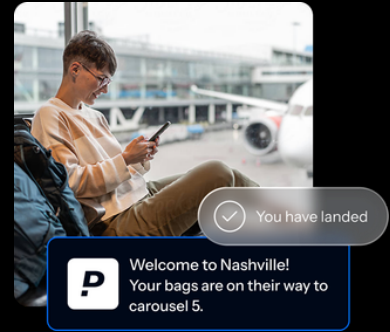 You have landed
P
Welcome to Nashville!
Your bags are on their way to
carousel 5.